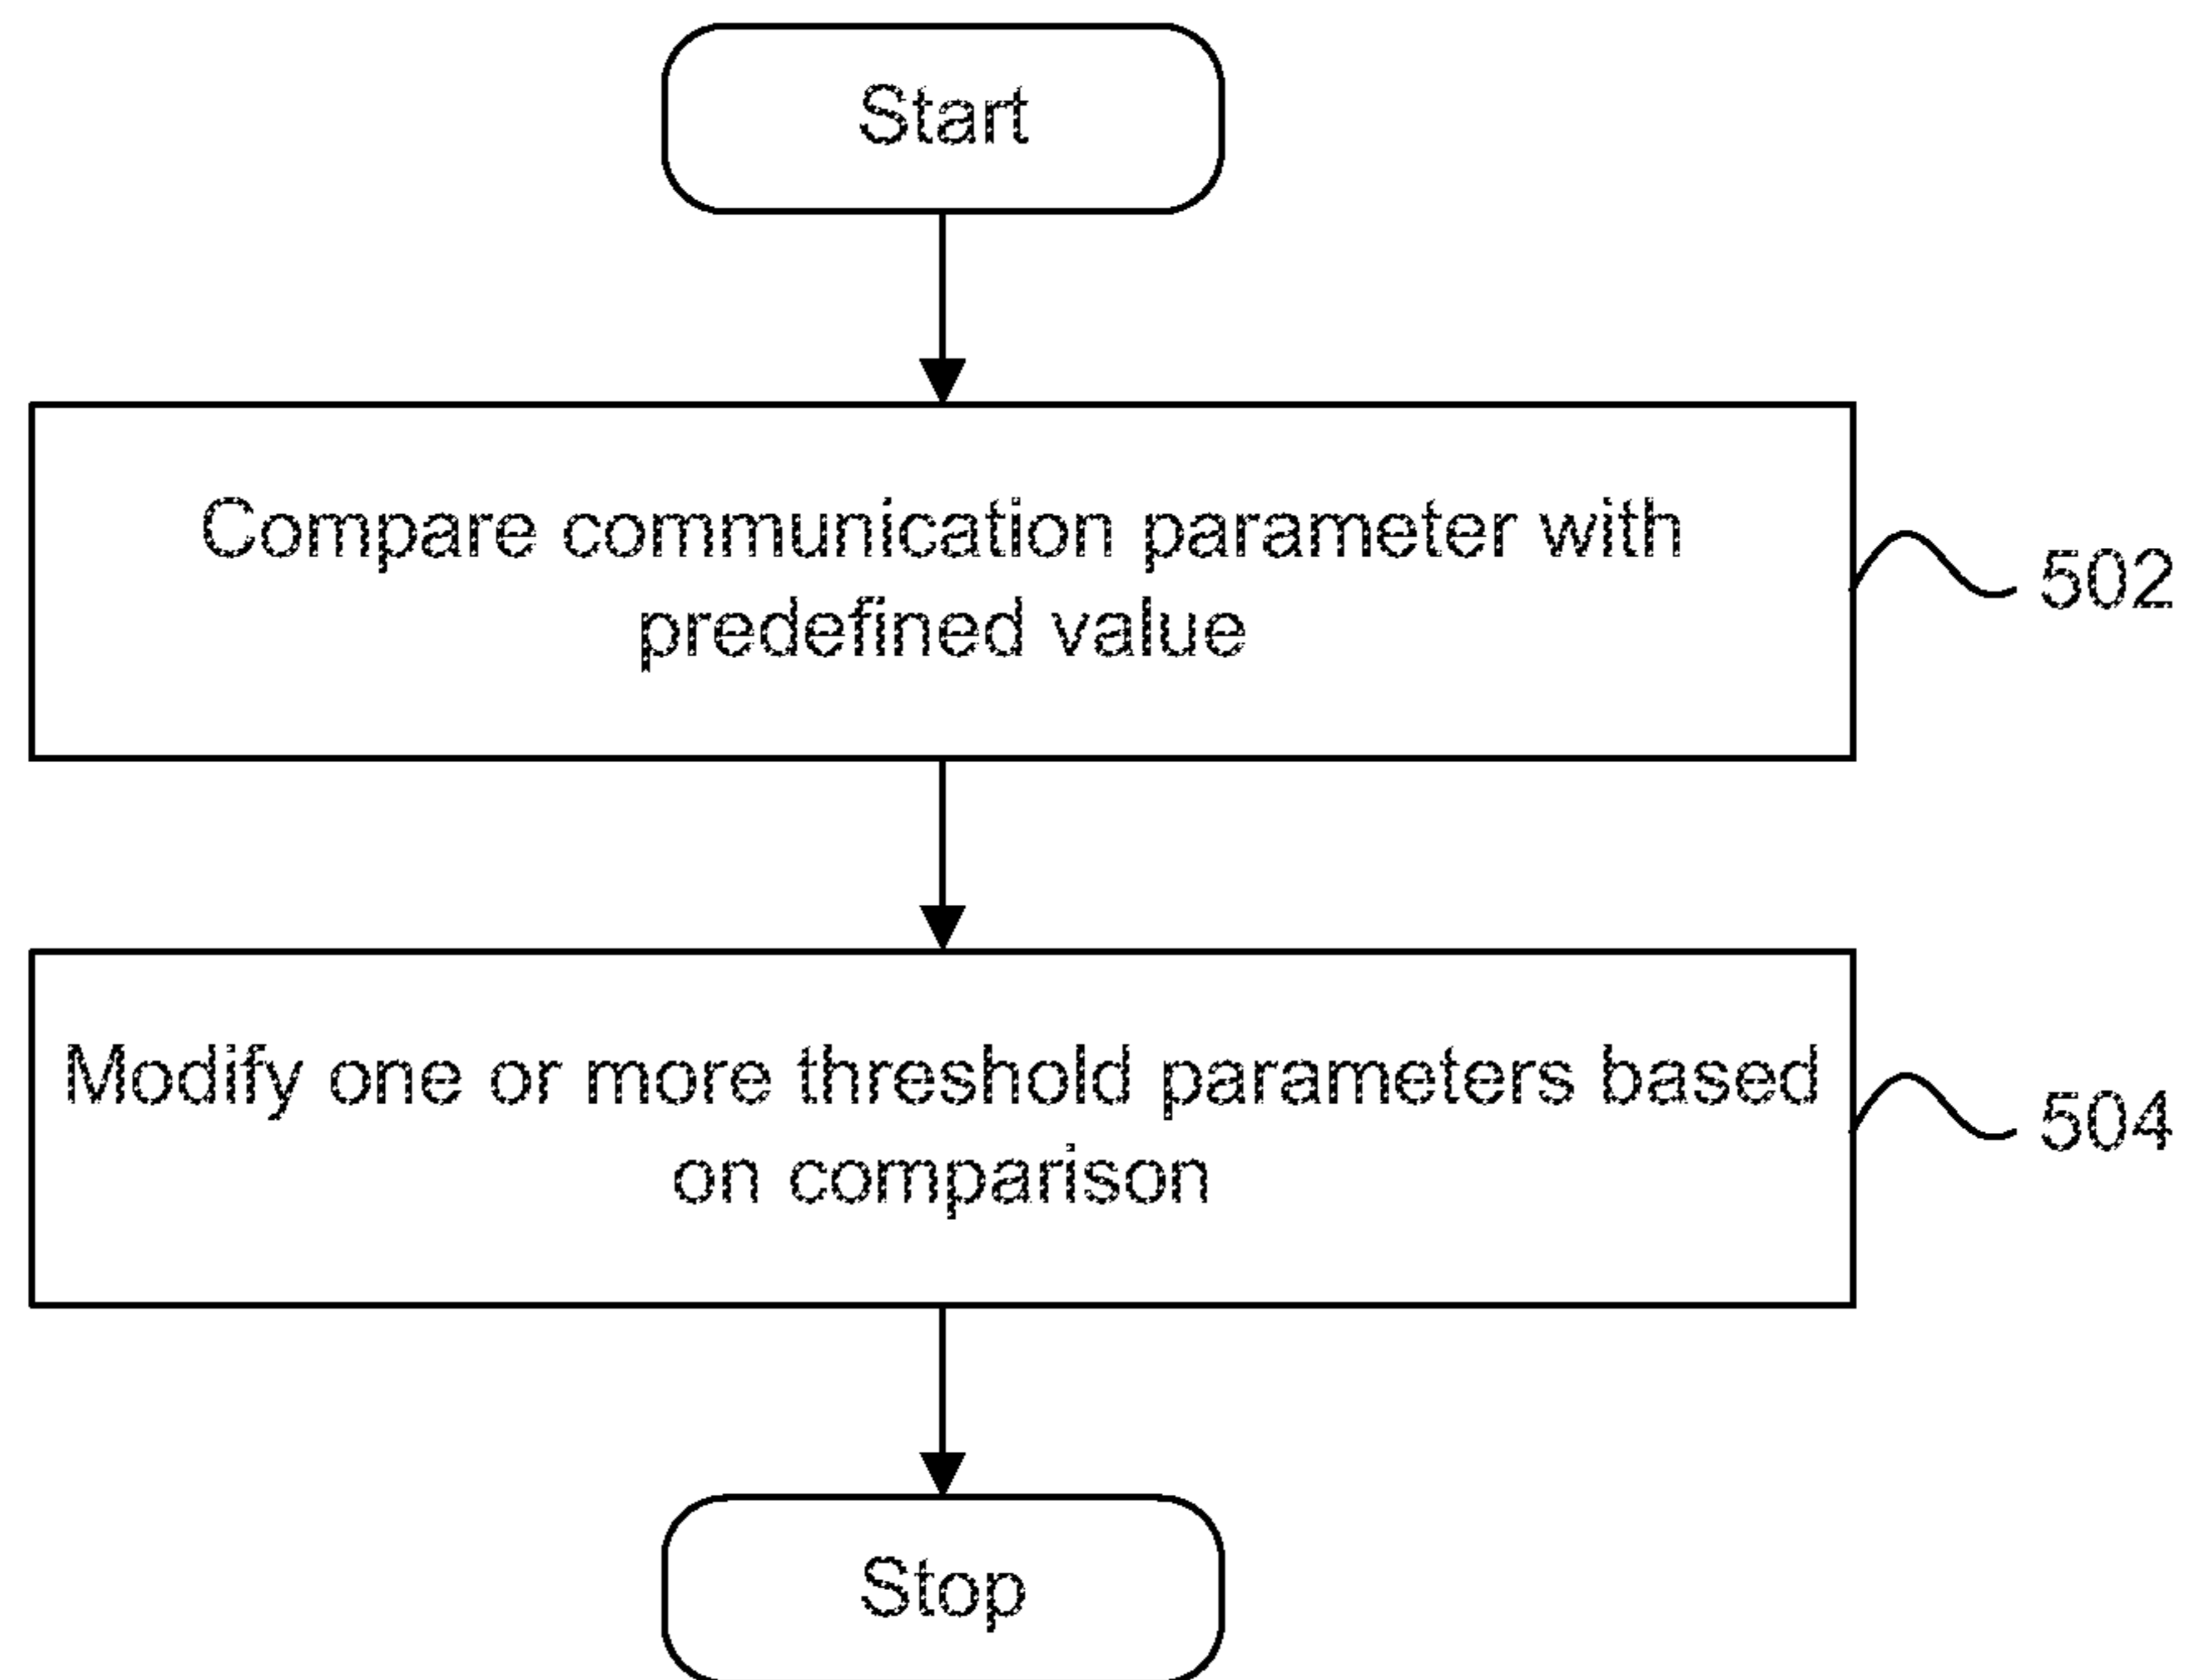 Start
Compare communication parameter with
predefined value
502
Modify one or more threshold parameters based
on comparison
504
Stop